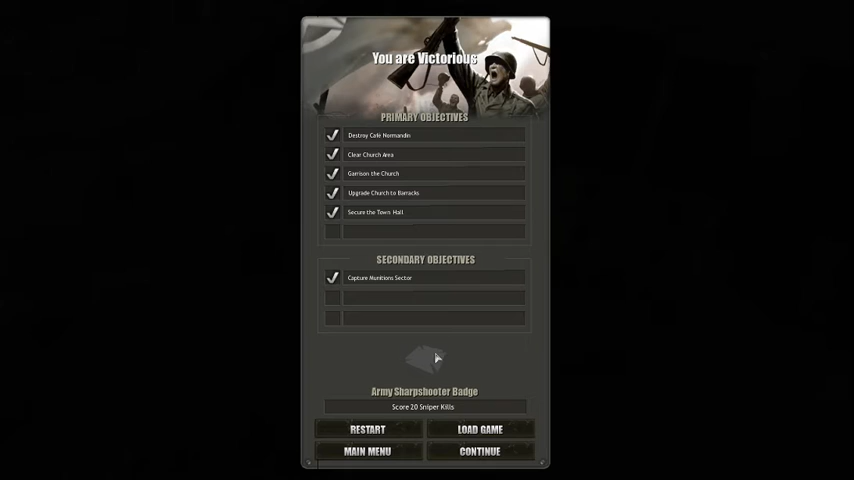 You are Victorious
PRIMARY OBJECTIVES
Destroy Café Normandin
Clear Church Area
Garrison the Church
Upgrade Church to Barracks
Secure the Town Hall
SECONDARY OBJECTIVES
Capture Munitions Sector
Army Sharpshooter Badge
Score 20 Sniper Kills
RESTART LOAD GAME
MAIN MENU CONTINUE